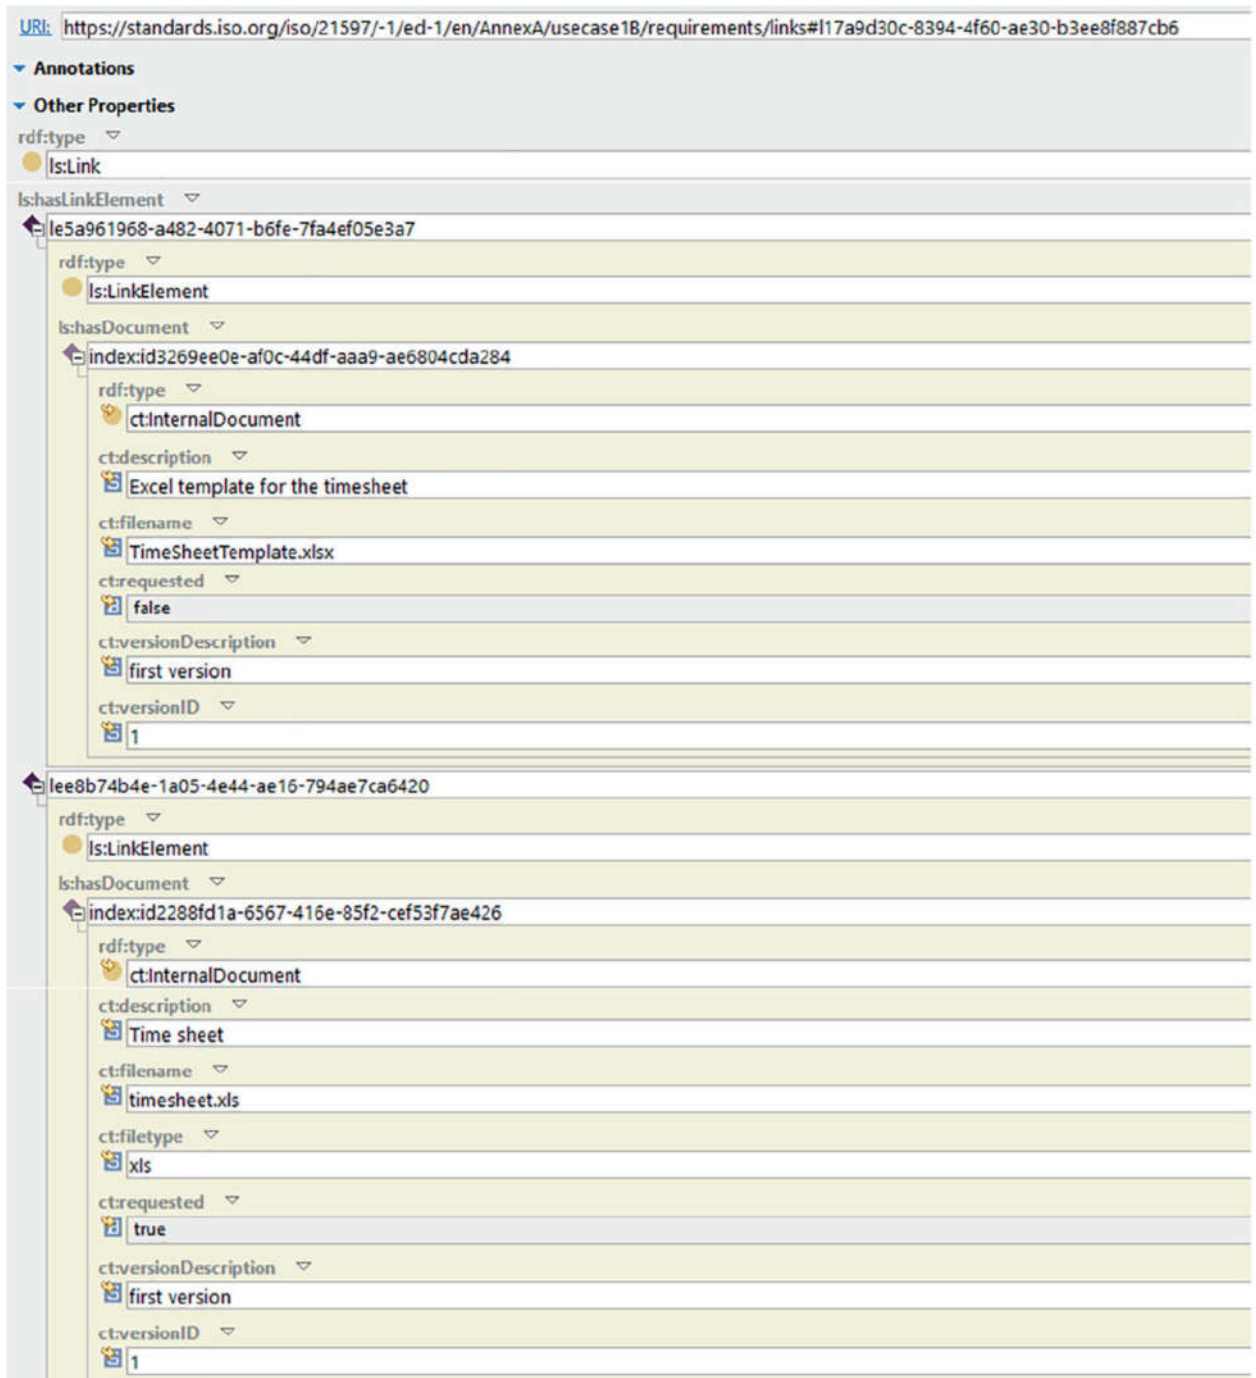 URI: https://standards.iso.org/iso/21597/-1/ed-1/en/AnnexA/usecase1B/requirements/links#l17a9d30c-8394-4f60-ae30-b3ee8f887cb6
Annotations
Other Properties
rdf:type
ls:Link
ls:hasLinkElement
le5a961968-a482-4071-b6fe-7fa4ef05e3a7
rdf:type
ls:LinkElement
ls:hasDocument
index:id3269ee0e-af0c-44df-aaa9-ae6804cda284
rdf:type
ct:InternalDocument
ct:description
Excel template for the timesheet
ct:filename
TimeSheetTemplate.xlsx
ct:requested
false
ct:versionDescription
first version
ct:versionID
1
lee8b74b4e-1a05-4e44-ae16-794ae7ca6420
rdf:type
ls:LinkElement
ls:hasDocument
index:id2288fd1a-6567-416e-85f2-cef53f7ae426
rdf:type
ct:InternalDocument
ct:description
Time sheet
ct:filename
timesheet.xls
ct:filetype
xls
ct:requested
true
ct:versionDescription
first version
ct:versionID
1